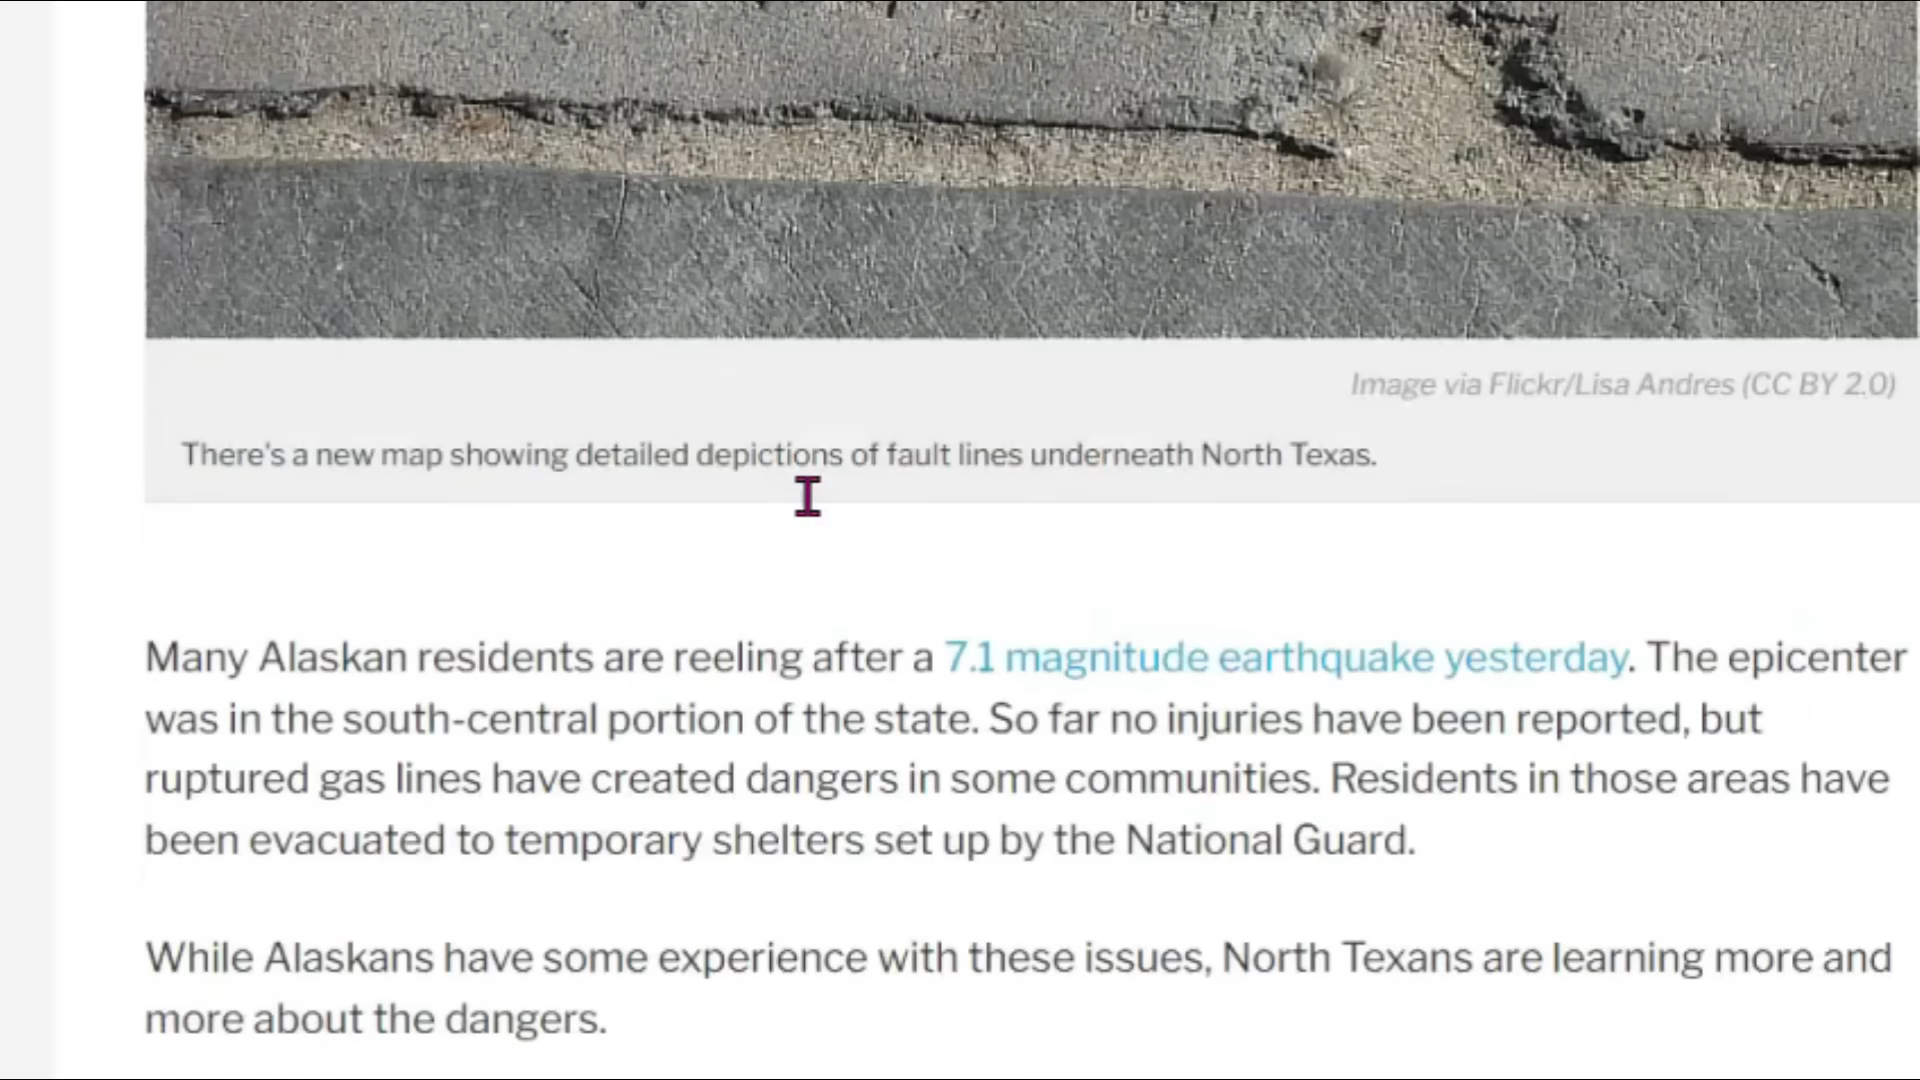 Image via Flickr/Lisa Andres (CC BY 2.0)
There's a new map showing detailed depictions of fault lines underneath North Texas.
Many Alaskan residents are reeling after a 7.1 magnitude earthquake yesterday. The epicenter
was in the south-central portion of the state. So far no injuries have been reported, but
ruptured gas lines have created dangers in some communities. Residents in those areas have
been evacuated to temporary shelters set up by the National Guard.
While Alaskans have some experience with these issues, North Texans are learning more and
more about the dangers.